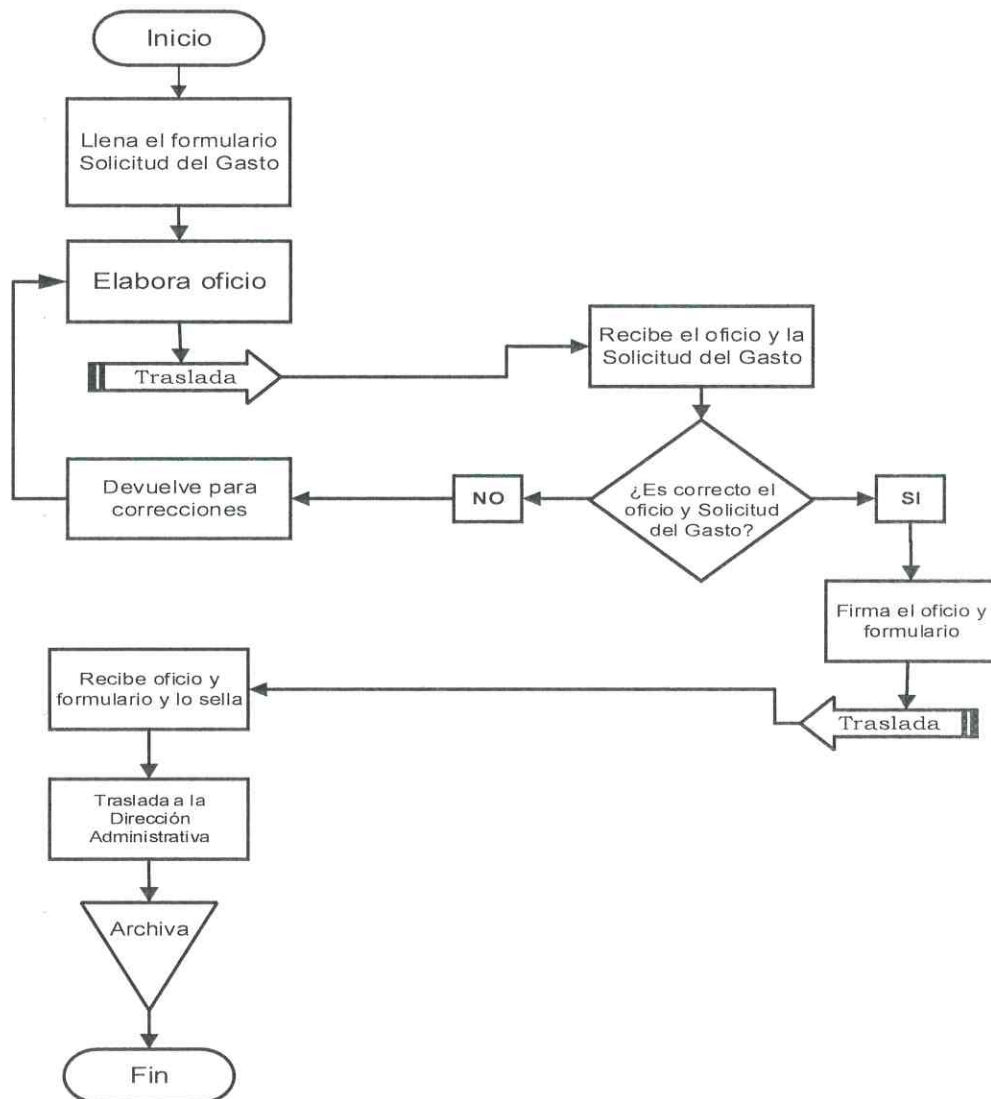 Inicio
Llena el formulario
Solicitud del Gasto
Elabora oficio
Traslada
Recibe el oficio y la
Solicitud del Gasto
¿Es correcto el
oficio y Solicitud
del Gasto?
NO
Devuelve para
correcciones
SI
Firma el oficio y
formulario
Traslada
Recibe oficio y
formulario y lo sella
Traslada a la
Dirección
Administrativa
Archiva
Fin